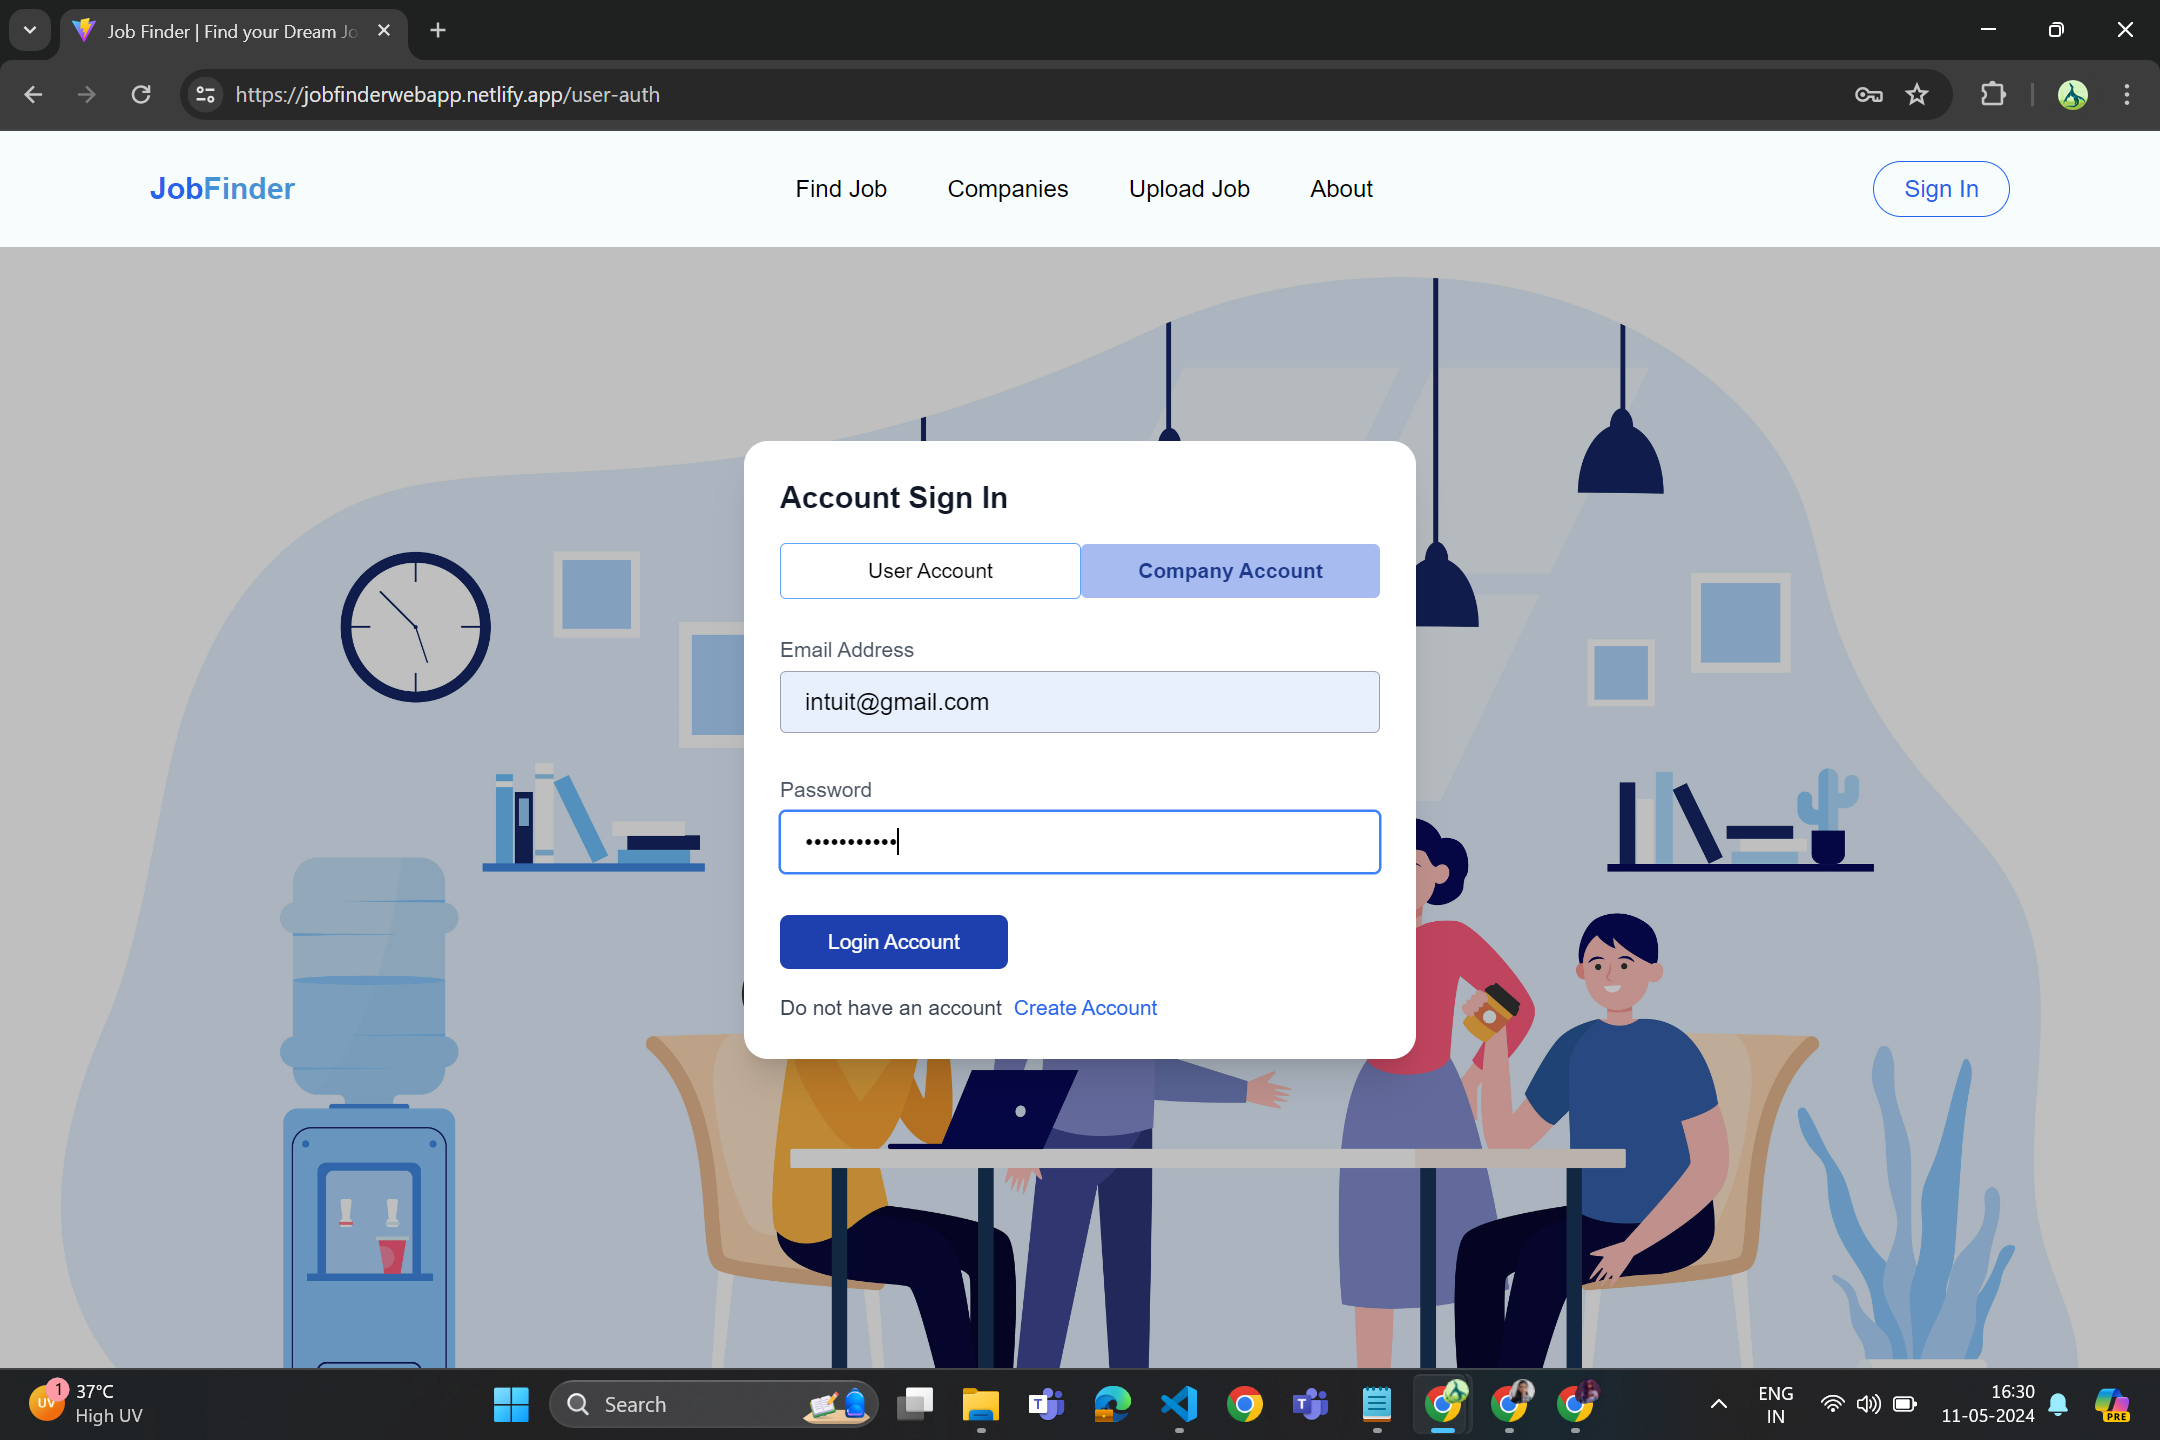 Job Finder | Find your Dream Jo
https://jobfinderwebapp.netlify.app/user-auth
JobFinder
Find Job
Companies
Upload Job
About
Sign In
Account Sign In
User Account
Company Account
Email Address
intuit@gmail.com
Password
•••••••••••
Login Account
Do not have an account Create Account
UV
1
37°C
High UV
Search
T
T
ENG
IN
16:30
11-05-2024
PRE